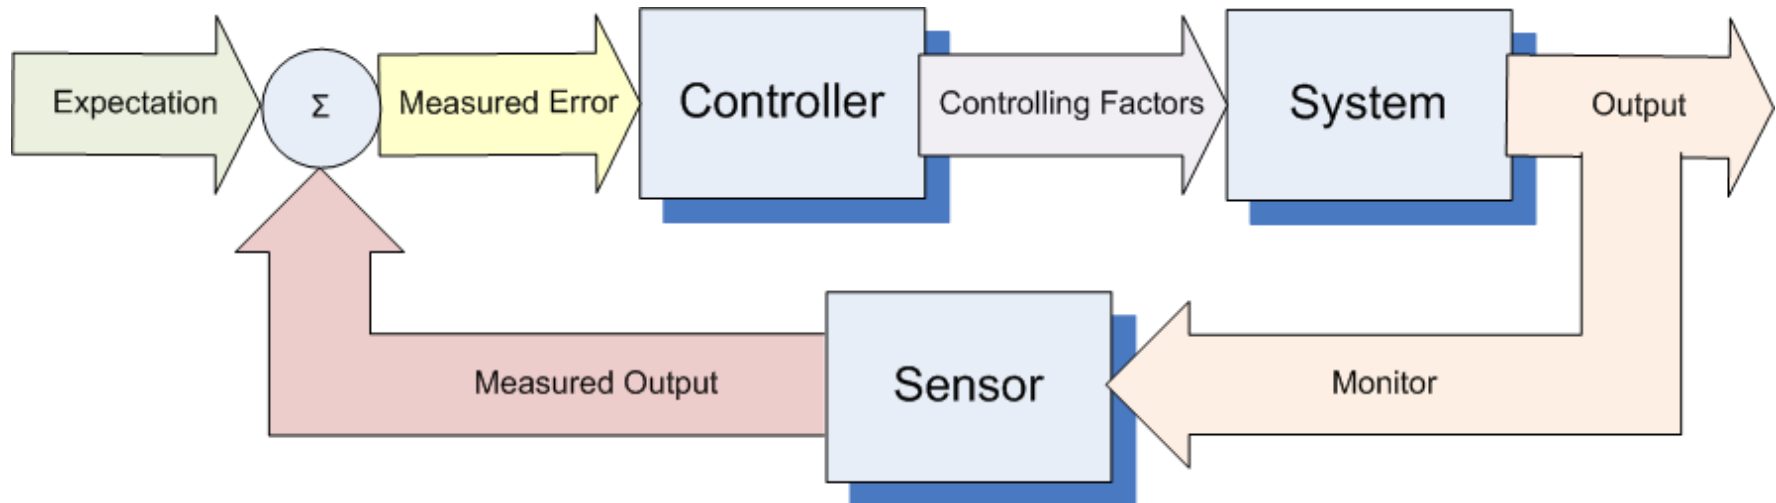 Expectation
Σ
Measured Error
Controller
Controlling Factors
System
Output
Measured Output
Sensor
Monitor